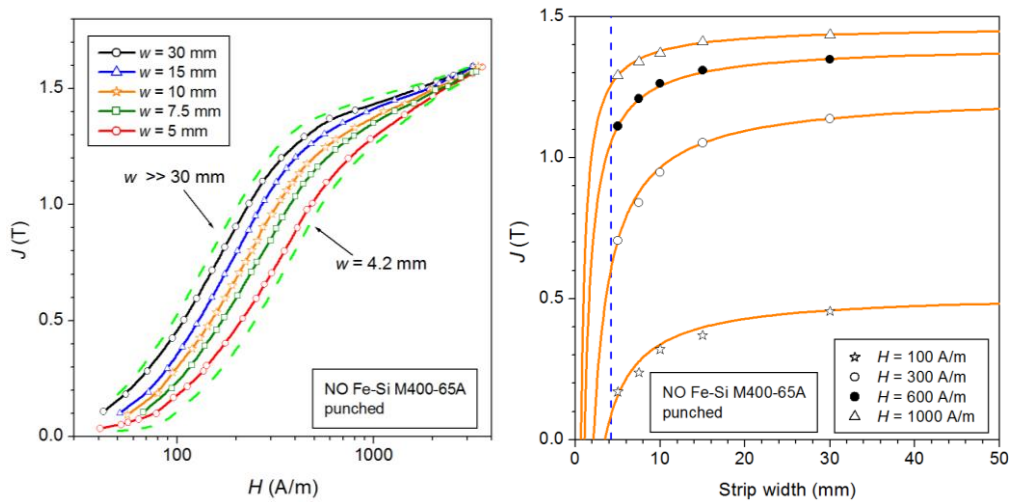 w = 30 mm
w = 15 mm
w = 10 mm
w = 7.5 mm
w = 5 mm
w >> 30 mm
w = 4.2 mm
NO Fe-Si M400-65A
punched
J (T)
1.5
1.0
0.5
0.0
100
1000
H (A/m)
J (T)
1.5
1.0
0.5
0.0
NO Fe-Si M400-65A
punched
H = 100 A/m
H = 300 A/m
H = 600 A/m
H = 1000 A/m
0 10 20 30 40 50
Strip width (mm)